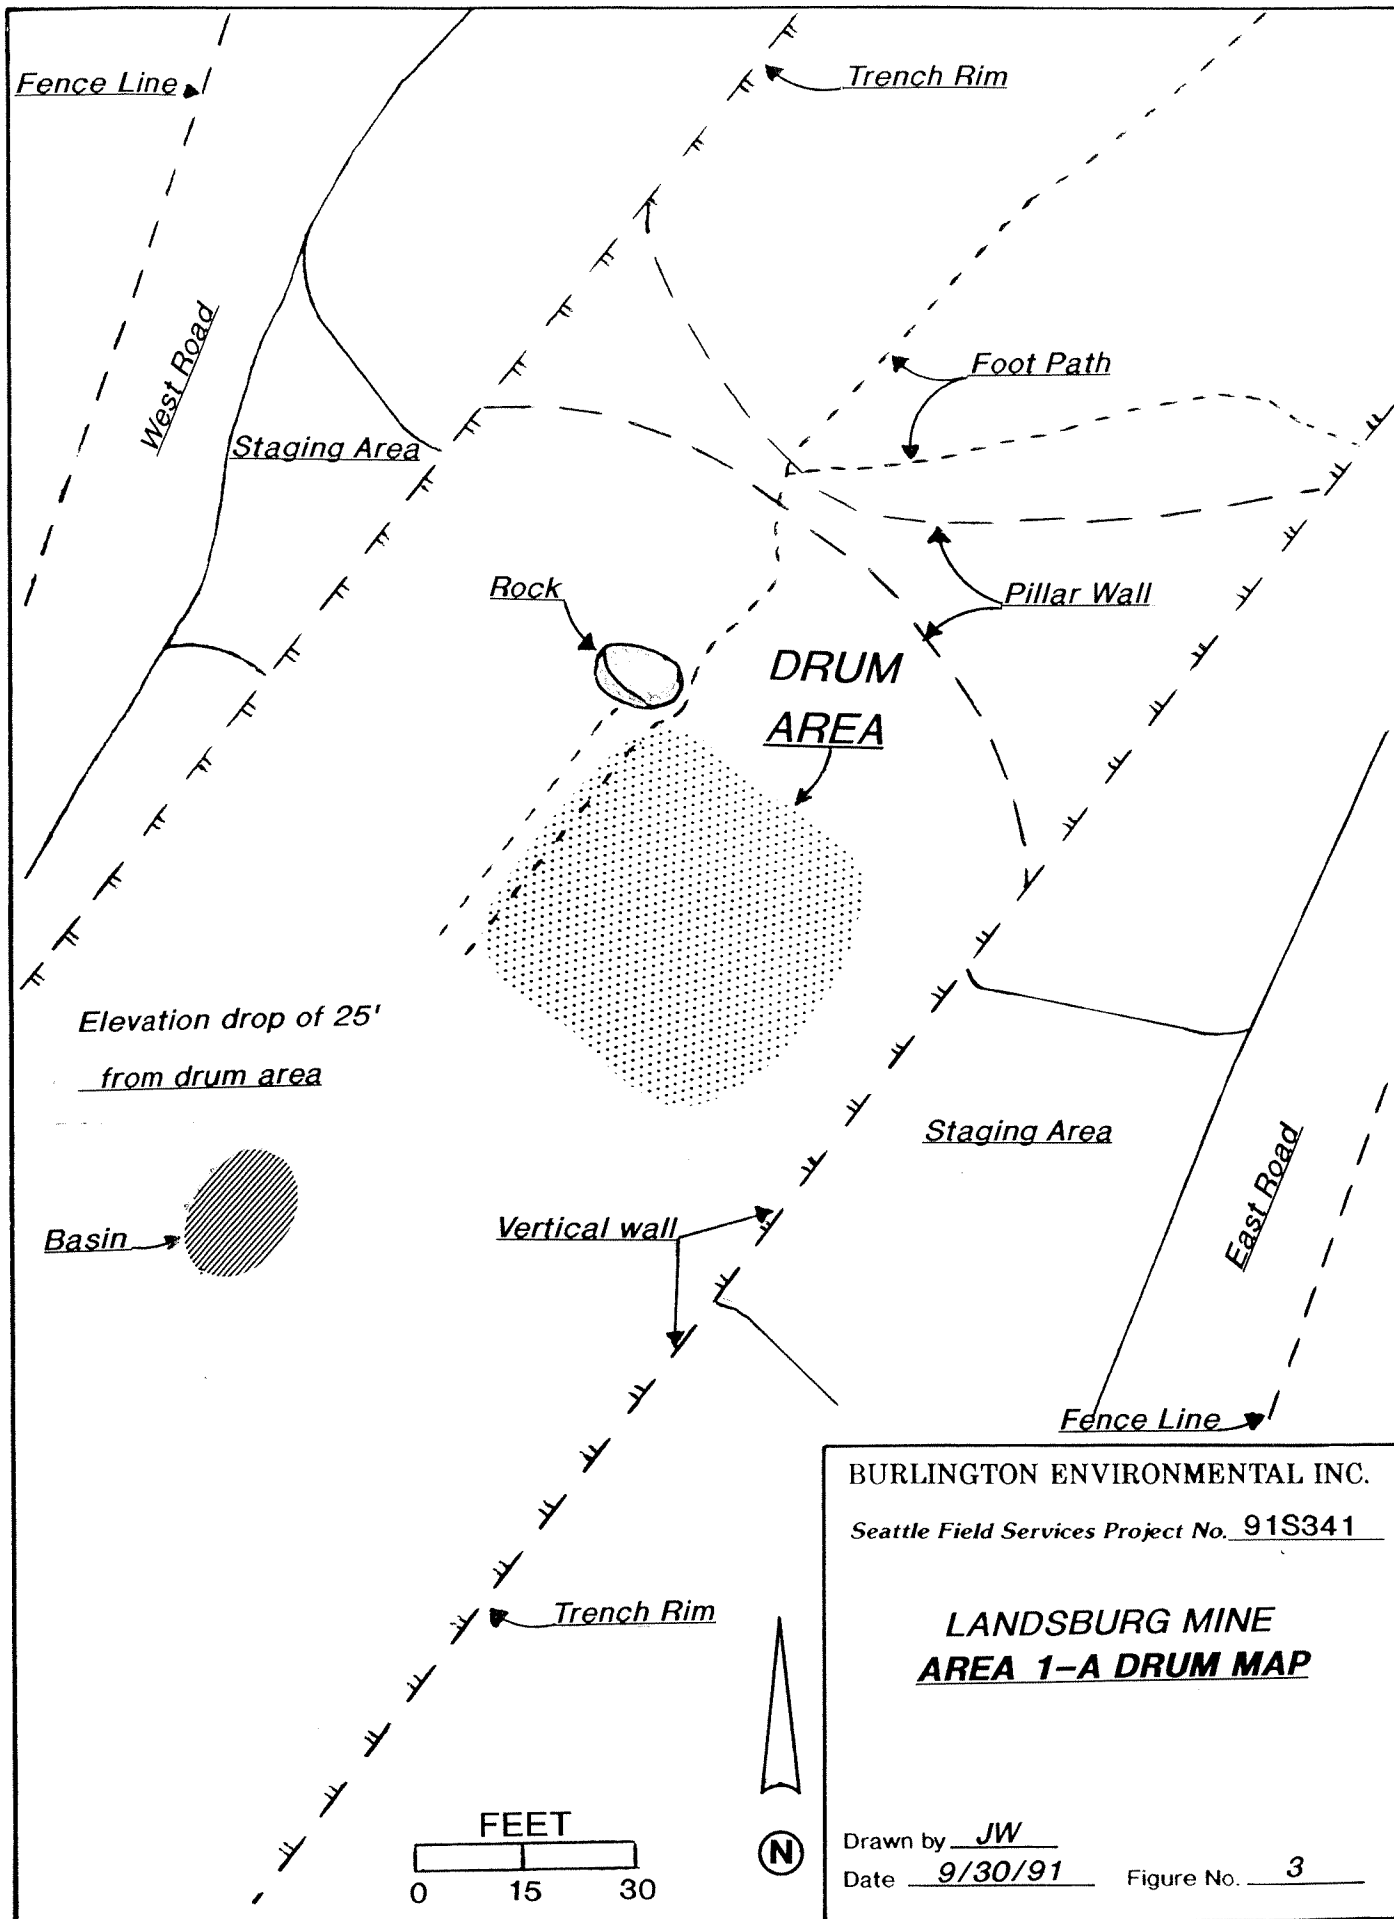 Fence Line
Trench Rim
West Road
Foot Path
Staging Area
Rock
Pillar Wall
DRUM
AREA
Elevation drop of 25'
from drum area
Staging Area
East Road
Basin
Vertical wall
Fence Line
Trench Rim
BURLINGTON ENVIRONMENTAL INC.
Seattle Field Services Project No. 91S341
LANDSBURG MINE
AREA 1-A DRUM MAP
FEET
0 15 30
N
Drawn by JW
Date 9/30/91 Figure No. 3